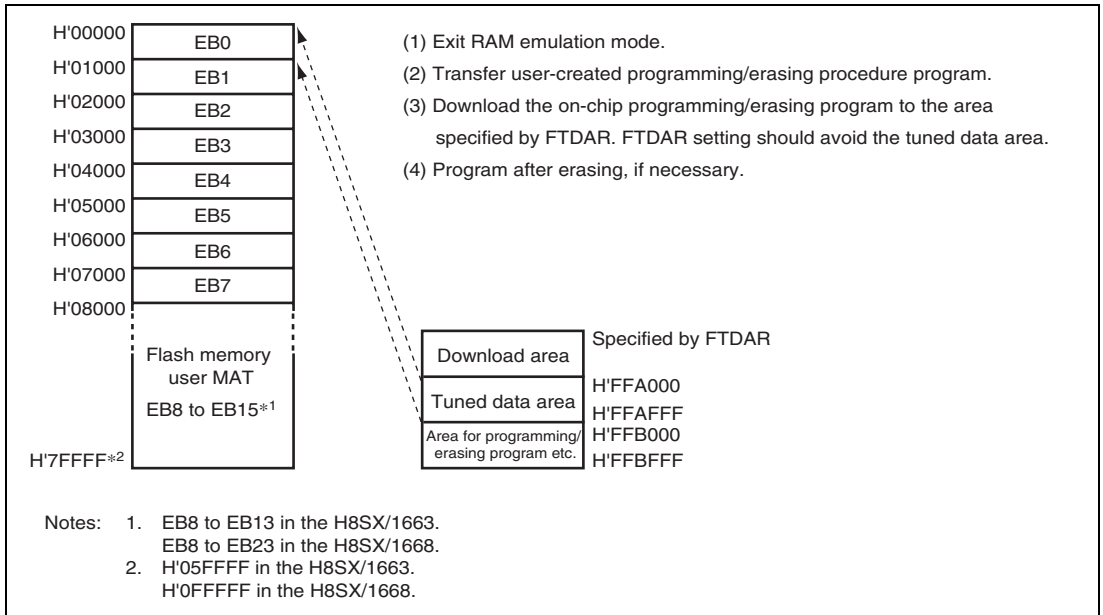 H'00000
EB0
H'01000
EB1
H'02000
EB2
H'03000
EB3
H'04000
EB4
H'05000
EB5
H'06000
EB6
H'07000
EB7
H'08000
Flash memory
user MAT
EB8 to EB15*1
H'7FFFF*2
(1) Exit RAM emulation mode.
(2) Transfer user-created programming/erasing procedure program.
(3) Download the on-chip programming/erasing program to the area
specified by FTDAR. FTDAR setting should avoid the tuned data area.
(4) Program after erasing, if necessary.
Download area
Specified by FTDAR
Tuned data area
H'FFA000
H'FFAFFF
Area for programming/
erasing program etc.
H'FFB000
H'FFBFFF
Notes: 1. EB8 to EB13 in the H8SX/1663.
EB8 to EB23 in the H8SX/1668.
2. H'05FFFF in the H8SX/1663.
H'0FFFFF in the H8SX/1668.